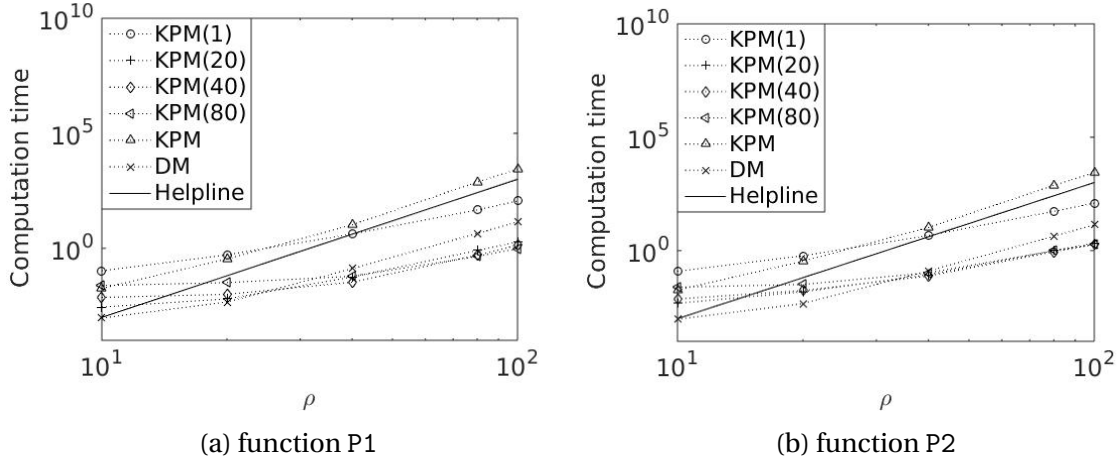 10^10
10^5
10^0
Computation time
KPM(1)
KPM(20)
KPM(40)
KPM(80)
KPM
DM
Helpline
10^1
10^2
ρ
(a) function P1
10^10
10^5
10^0
Computation time
KPM(1)
KPM(20)
KPM(40)
KPM(80)
KPM
DM
Helpline
10^1
10^2
ρ
(b) function P2